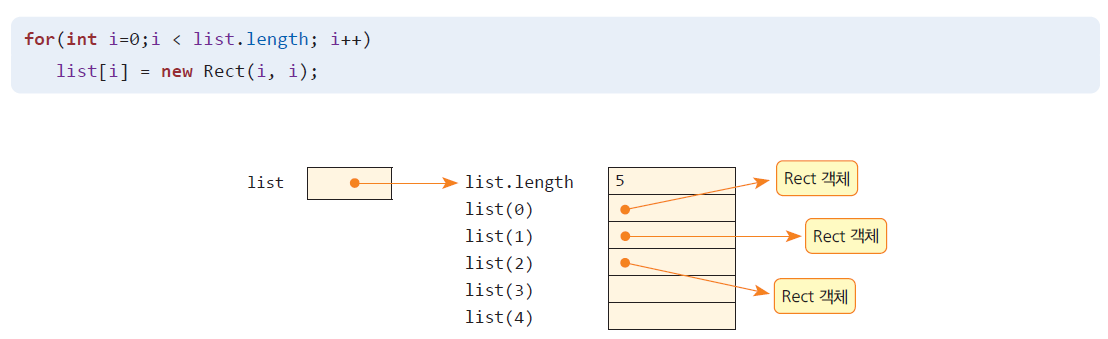 for(int i=0;i < list.length; i++)
list[i] = new Rect(i, i);
list
list.length
5
Rect 객체
list(0)
list(1)
Rect 객체
list(2)
list(3)
Rect 객체
list(4)